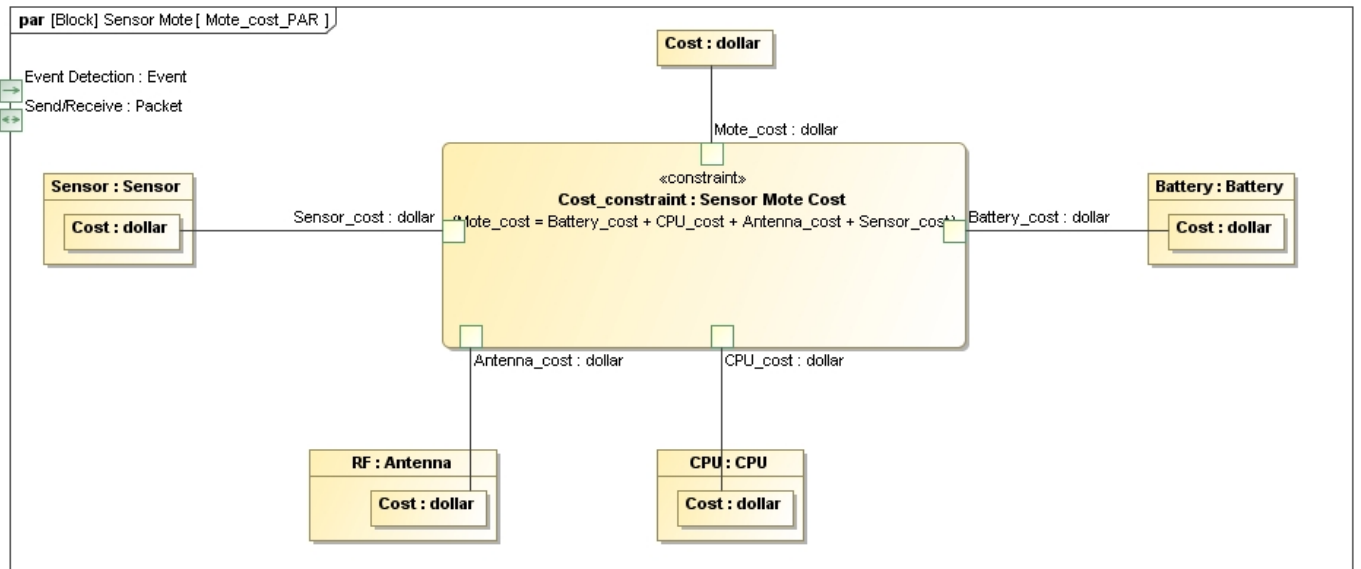 par [Block] Sensor Mote [ Mote_cost_PAR ]
Cost : dollar
Event Detection : Event
Send/Receive : Packet
Mote_cost : dollar
«constraint»
Cost_constraint : Sensor Mote Cost
{Mote_cost = Battery_cost + CPU_cost + Antenna_cost + Sensor_cost}
Sensor : Sensor
Cost : dollar
Sensor_cost : dollar
Battery_cost : dollar
Battery : Battery
Cost : dollar
Antenna_cost : dollar
CPU_cost : dollar
RF : Antenna
Cost : dollar
CPU : CPU
Cost : dollar